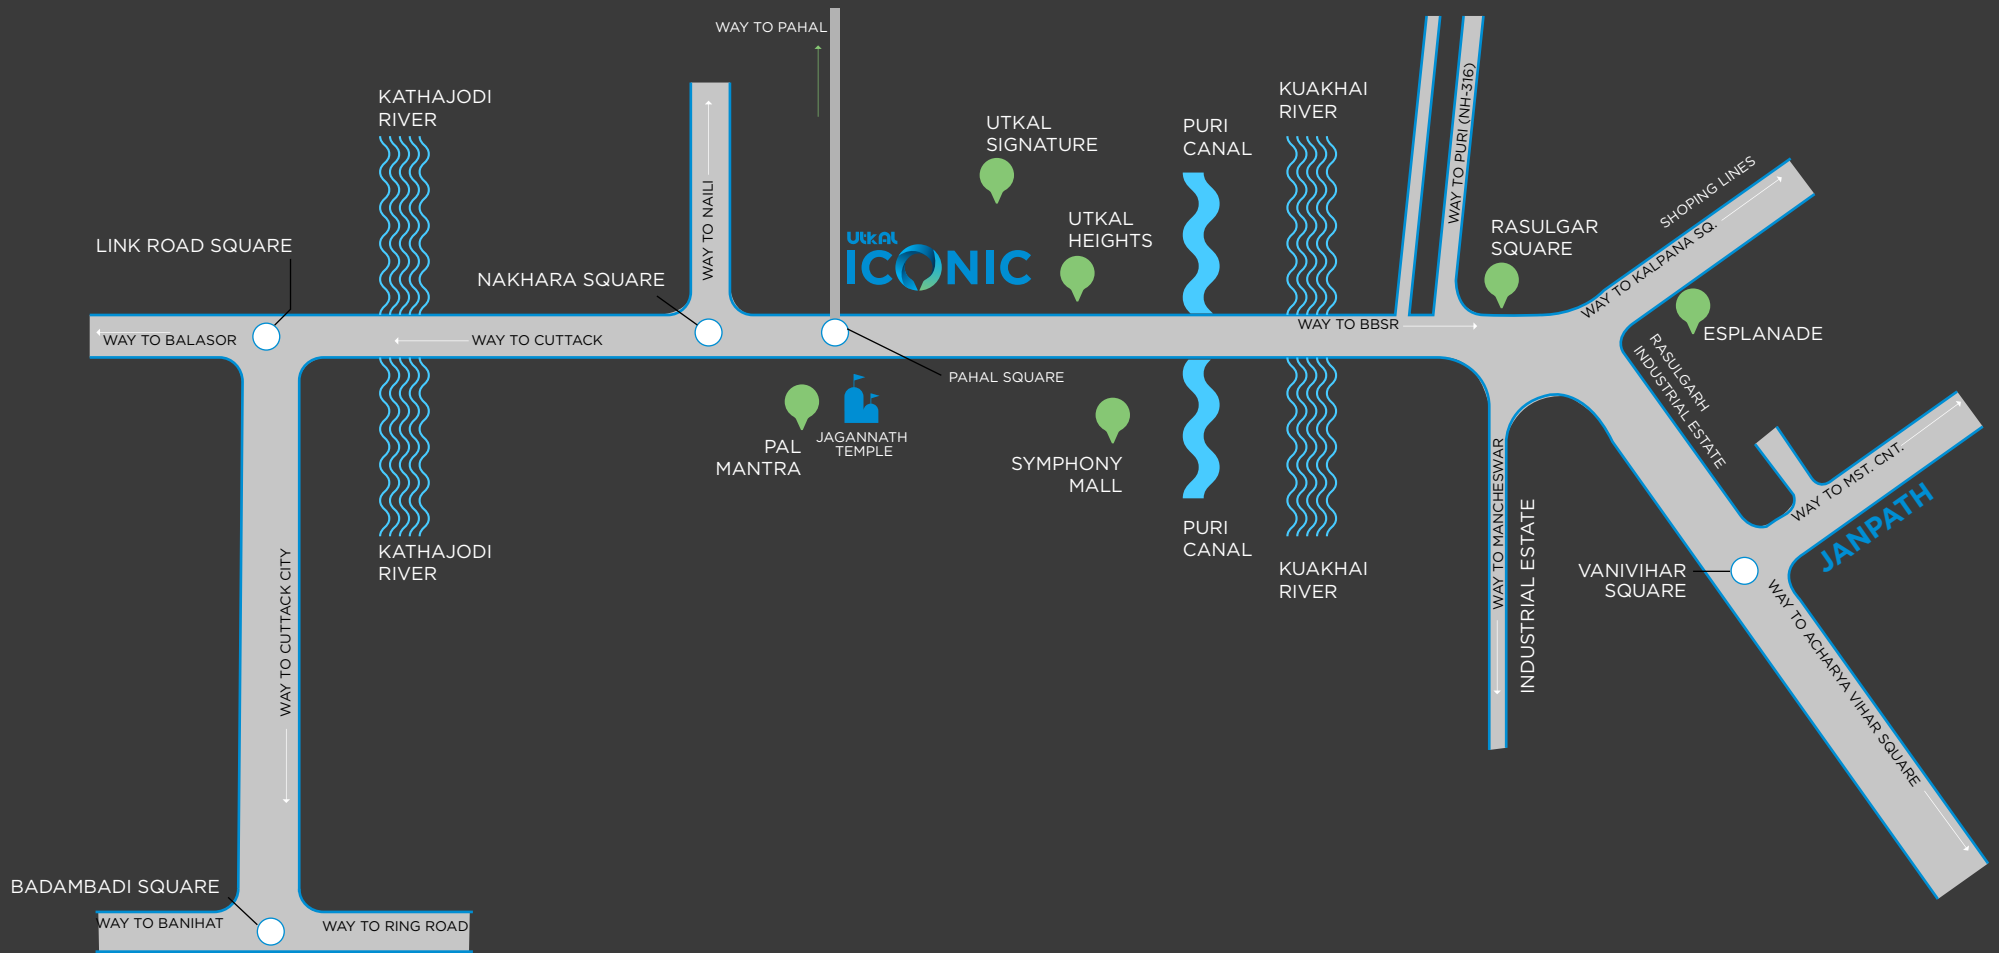 WAY TO PAHAL
KATHAJODI
RIVER
UTKAL
SIGNATURE
PURI
CANAL
KUAKHAI
RIVER
WAY TO PURI (NH-316)
SHOPING LINES
WAY TO KALPANA SQ.
RASULGAR
SQUARE
LINK ROAD SQUARE
NAKHARA SQUARE
WAY TO NAILI
UtkAl
ICONIC
UTKAL
HEIGHTS
WAY TO BALASOR
WAY TO CUTTACK
WAY TO BBSR
ESPLANADE
RASULGARH
INDUSTRIAL ESTATE
PAHAL SQUARE
PAL
MANTRA
JAGANNATH
TEMPLE
SYMPHONY
MALL
WAY TO MST. CNT.
JANPATH
KATHAJODI
RIVER
PURI
CANAL
KUAKHAI
RIVER
WAY TO MANCHESWAR
INDUSTRIAL ESTATE
VANIVIHAR
SQUARE
WAY TO ACHARYA VIHAR SQUARE
WAY TO CUTTACK CITY
BADAMBADI SQUARE
WAY TO BANIHAT
WAY TO RING ROAD